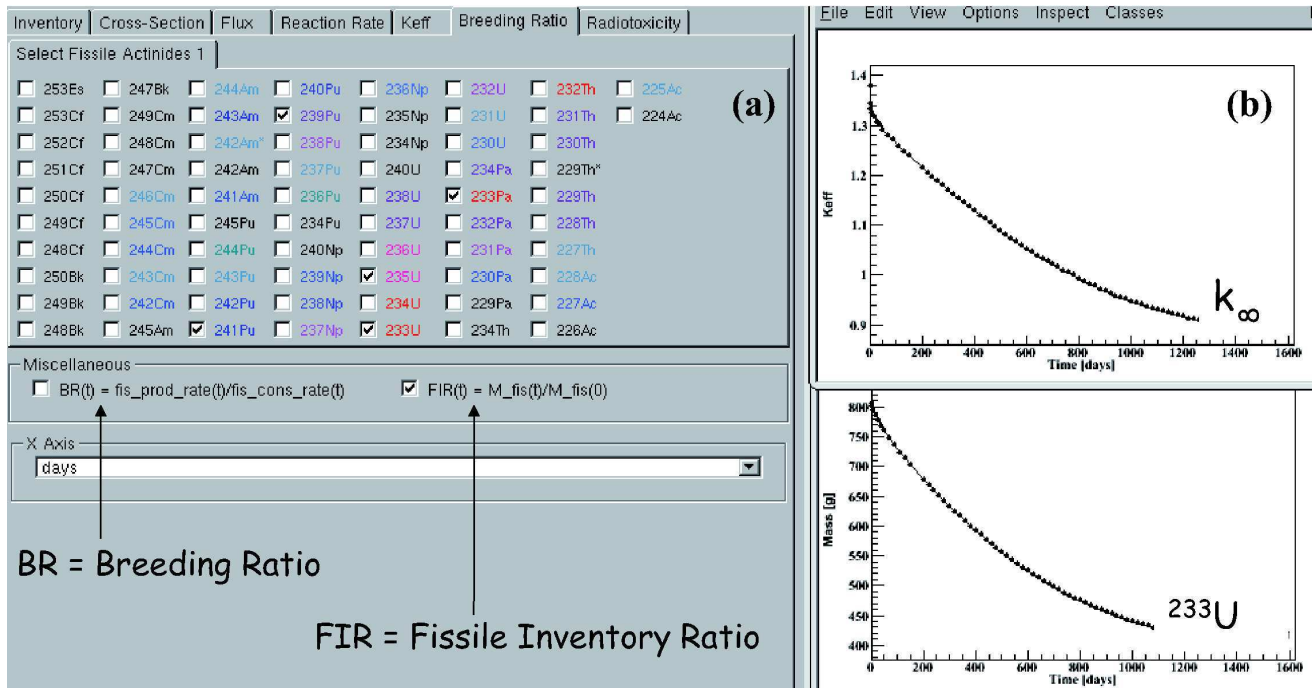 Inventory Cross-Section Flux Reaction Rate Keff Breeding Ratio Radiotoxicity
Select Fissile Actinides 1
253Es 247Bk 244Am 240Pu 236Np 232U 232Th 225Ac
253Cf 249Cm 243Am 239Pu 235Np 231U 231Th 224Ac
252Cf 248Cm 242Am* 238Pu 234Np 230U 230Th
251Cf 247Cm 242Am 237Pu 240U 234Pa 229Th*
250Cf 246Cm 241Am 236Pu 238U 233Pa 229Th
249Cf 245Cm 245Pu 234Pu 237U 232Pa 228Th
248Cf 244Cm 244Pu 240Np 236U 231Pa 227Th
250Bk 243Cm 243Pu 239Np 235U 230Pa 228Ac
249Bk 242Cm 242Pu 238Np 234U 229Pa 227Ac
248Bk 245Am 241Pu 237Np 233U 234Th 226Ac
(a)
Miscellaneous
BR(t) = fis_prod_rate(t)/fis_cons_rate(t) FIR(t) = M_fis(t)/M_fis(0)
X Axis
days
BR = Breeding Ratio
FIR = Fissile Inventory Ratio
File Edit View Options Inspect Classes
(b)
1.4
1.3
1.2
1.1
1
0.9
Keff
k∞
0 200 400 600 800 1000 1200 1400 1600
Time [days]
800
750
700
650
600
550
500
450
400
Mass [g]
233U
0 200 400 600 800 1000 1200 1400 1600
Time [days]